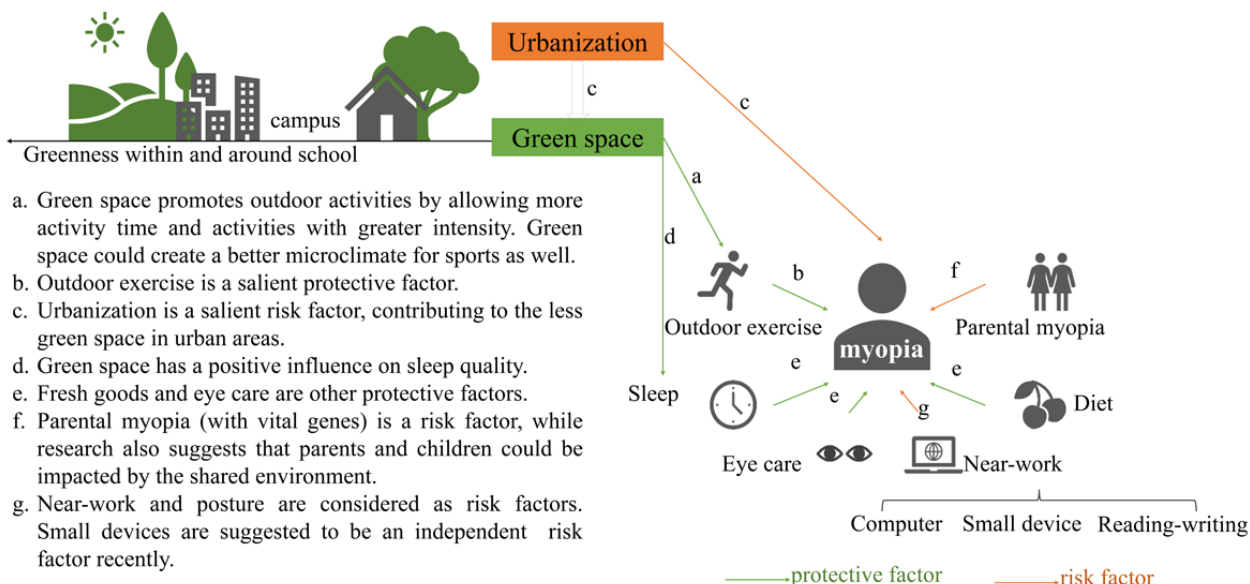 Urbanization
c
c
campus
Green space
Greenness within and around school
a
d
a. Green space promotes outdoor activities by allowing more
activity time and activities with greater intensity. Green
space could create a better microclimate for sports as well.
b. Outdoor exercise is a salient protective factor.
c. Urbanization is a salient risk factor, contributing to the less
green space in urban areas.
d. Green space has a positive influence on sleep quality.
e. Fresh goods and eye care are other protective factors.
f. Parental myopia (with vital genes) is a risk factor, while
research also suggests that parents and children could be
impacted by the shared environment.
g. Near-work and posture are considered as risk factors.
Small devices are suggested to be an independent risk
factor recently.
b
f
Outdoor exercise
Parental myopia
myopia
e
e
Sleep
e
g
Diet
Eye care
Near-work
Computer
Small device
Reading-writing
protective factor
risk factor